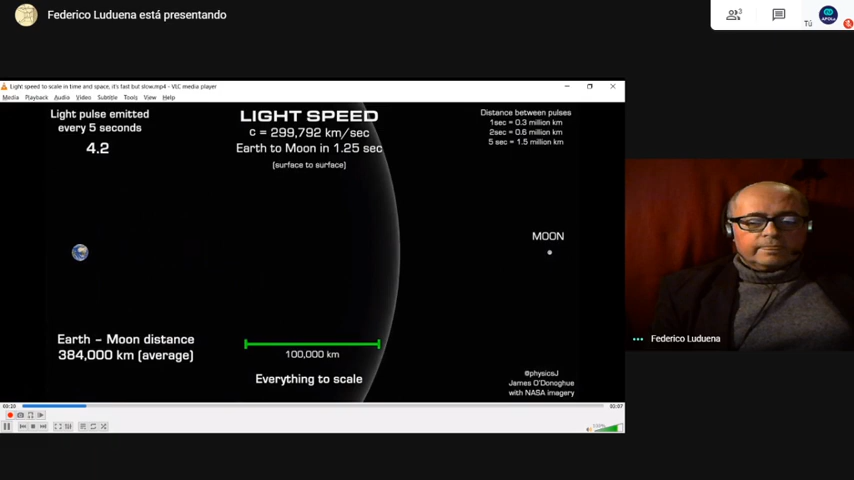 Federico Luduena está presentando
3
Tú
APOLa
Light speed to scale in time and space, it's fast but slow.mp4 - VLC media player
Media Playback Audio Video Subtitle Tools View Help
Light pulse emitted
every 5 seconds
4.2
LIGHT SPEED
c = 299,792 km/sec
Earth to Moon in 1.25 sec
(surface to surface)
Distance between pulses
1sec = 0.3 million km
2sec = 0.6 million km
5 sec = 1.5 million km
MOON
Earth – Moon distance
384,000 km (average)
100,000 km
Everything to scale
@physicsJ
James O'Donoghue
with NASA imagery
Federico Luduena